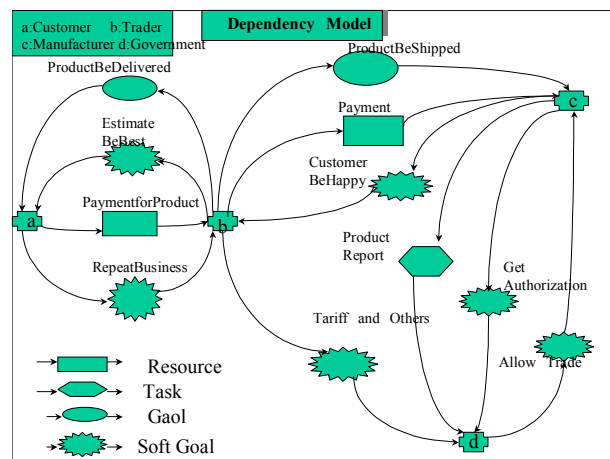 a:Customer b:Trader
c:Manufacturer d:Government
Dependency Model
ProductBeDelivered
ProductBeShipped
Estimate
BeBest
Payment
c
PaymentforProduct
Customer
BeHappy
a
b
RepeatBusiness
Product
Report
Get
Authorization
Tariff and Others
Allow Trade
Resource
Task
Gaol
Soft Goal
d